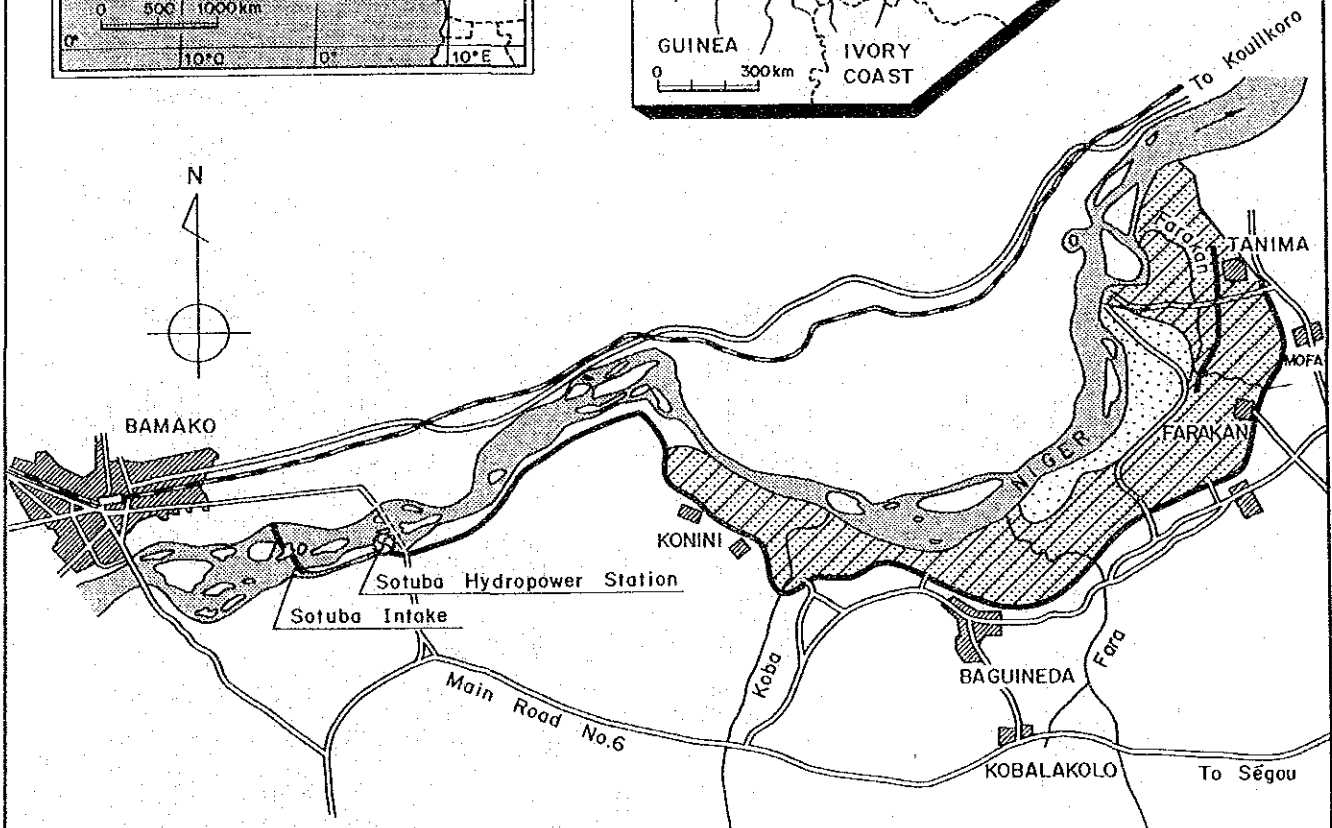 0 500 1000km
0°
10°0 0° 10°E
GUINEA
IVORY
COAST
0 300km
To Koulikoro
N
Farakan
TANIMA
MOFA
BAMAKO
FARAKAN
NIGER
KONINI
Sotuba Hydropower Station
Sotuba Intake
Koba
Fara
BAGUINEDA
Main Road No.6
KOBALAKOLO
To Ségou